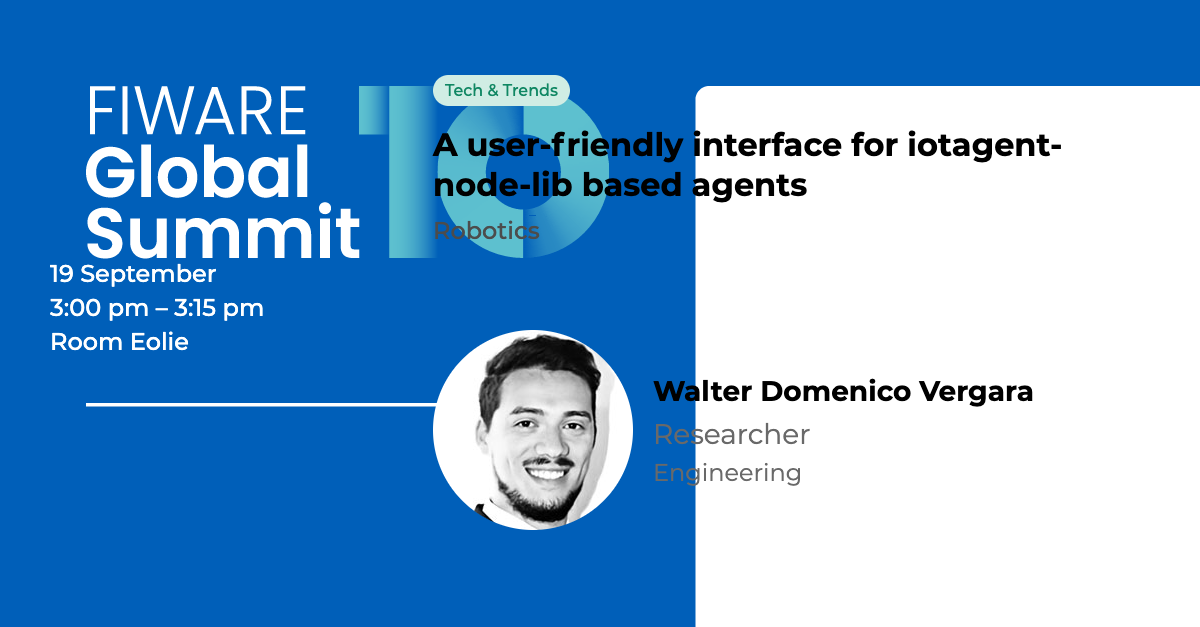 FIWARE
Global
Summit
10
19 September
3:00 pm – 3:15 pm
Room Eolie
Tech & Trends
A user-friendly interface for iotagent-
node-lib based agents
Robotics
Walter Domenico Vergara
Researcher
Engineering